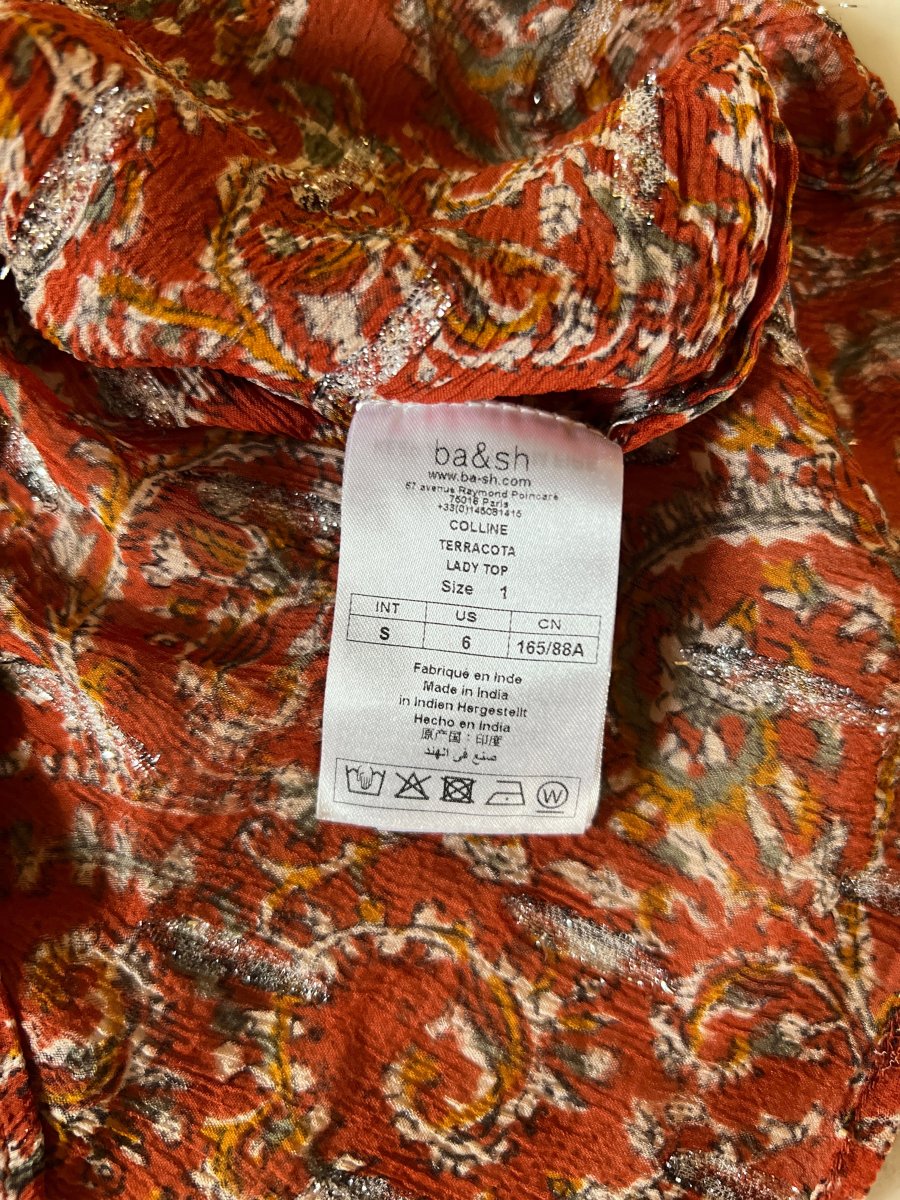 ba&sh
www.ba-sh.com
67 avenue Raymond Poincaré
75016 Paris
+33(0)145091415
COLLINE
TERRACOTA
LADY TOP
Size 1
INT US CN
S 6 165/88A
Fabriqué en Inde
Made in India
in Indien Hergestellt
Hecho en India
原产国：印度
صنع في الهند
W